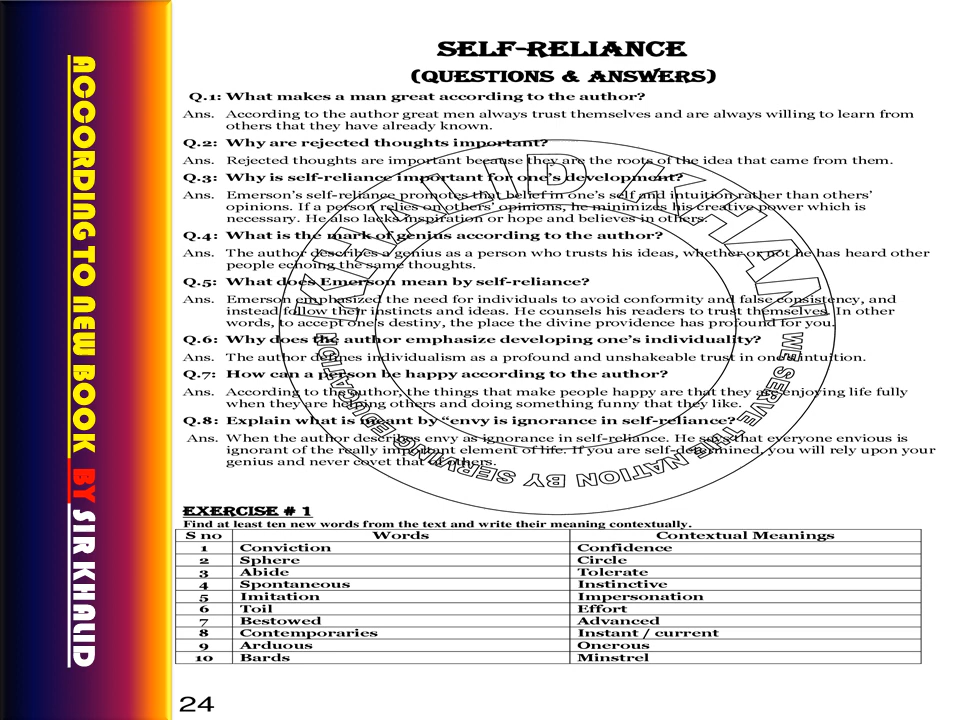 ACCORDING TO NEW BOOK BY SIR KHALID
SELF-RELIANCE
(QUESTIONS & ANSWERS)
Q.1: What makes a man great according to the author?
Ans. According to the author great men always trust themselves and are always willing to learn from
others that they have already known.
Q.2: Why are rejected thoughts important?
Ans. Rejected thoughts are important because they are the roots of the idea that came from them.
Q.3: Why is self-reliance important for one's development?
Ans. Emerson's self-reliance promotes that belief in one's self and intuition rather than others'
opinions. If a person relies on others' opinions, he minimizes his creative power which is
necessary. He also lacks inspiration or hope and believes in others.
Q.4: What is the mark of genius according to the author?
Ans. The author describes a genius as a person who trusts his ideas, whether or not he has heard other
people echoing the same thoughts.
Q.5: What does Emerson mean by self-reliance?
Ans. Emerson emphasized the need for individuals to avoid conformity and false consistency, and
instead follow their instincts and ideas. He counsels his readers to trust themselves. In other
words, to accept one's destiny, the place the divine providence has profound for you.
Q.6: Why does the author emphasize developing one's individuality?
Ans. The author defines individualism as a profound and unshakeable trust in one's intuition.
Q.7: How can a person be happy according to the author?
Ans. According to the author, the things that make people happy are that they are enjoying life fully
when they are helping others and doing something funny that they like.
Q.8: Explain what is meant by “envy is ignorance in self-reliance?
Ans. When the author describes envy as ignorance in self-reliance. He says that everyone envious is
ignorant of the really important element of life. If you are self-determined, you will rely upon your
genius and never covet that of others.
KHALID KHAN
WE SERVE THE NATION BY SERVING EDUCATION
EXERCISE # 1
Find at least ten new words from the text and write their meaning contextually.
S no Words Contextual Meanings
1 Conviction Confidence
2 Sphere Circle
3 Abide Tolerate
4 Spontaneous Instinctive
5 Imitation Impersonation
6 Toil Effort
7 Bestowed Advanced
8 Contemporaries Instant / current
9 Arduous Onerous
10 Bards Minstrel
24